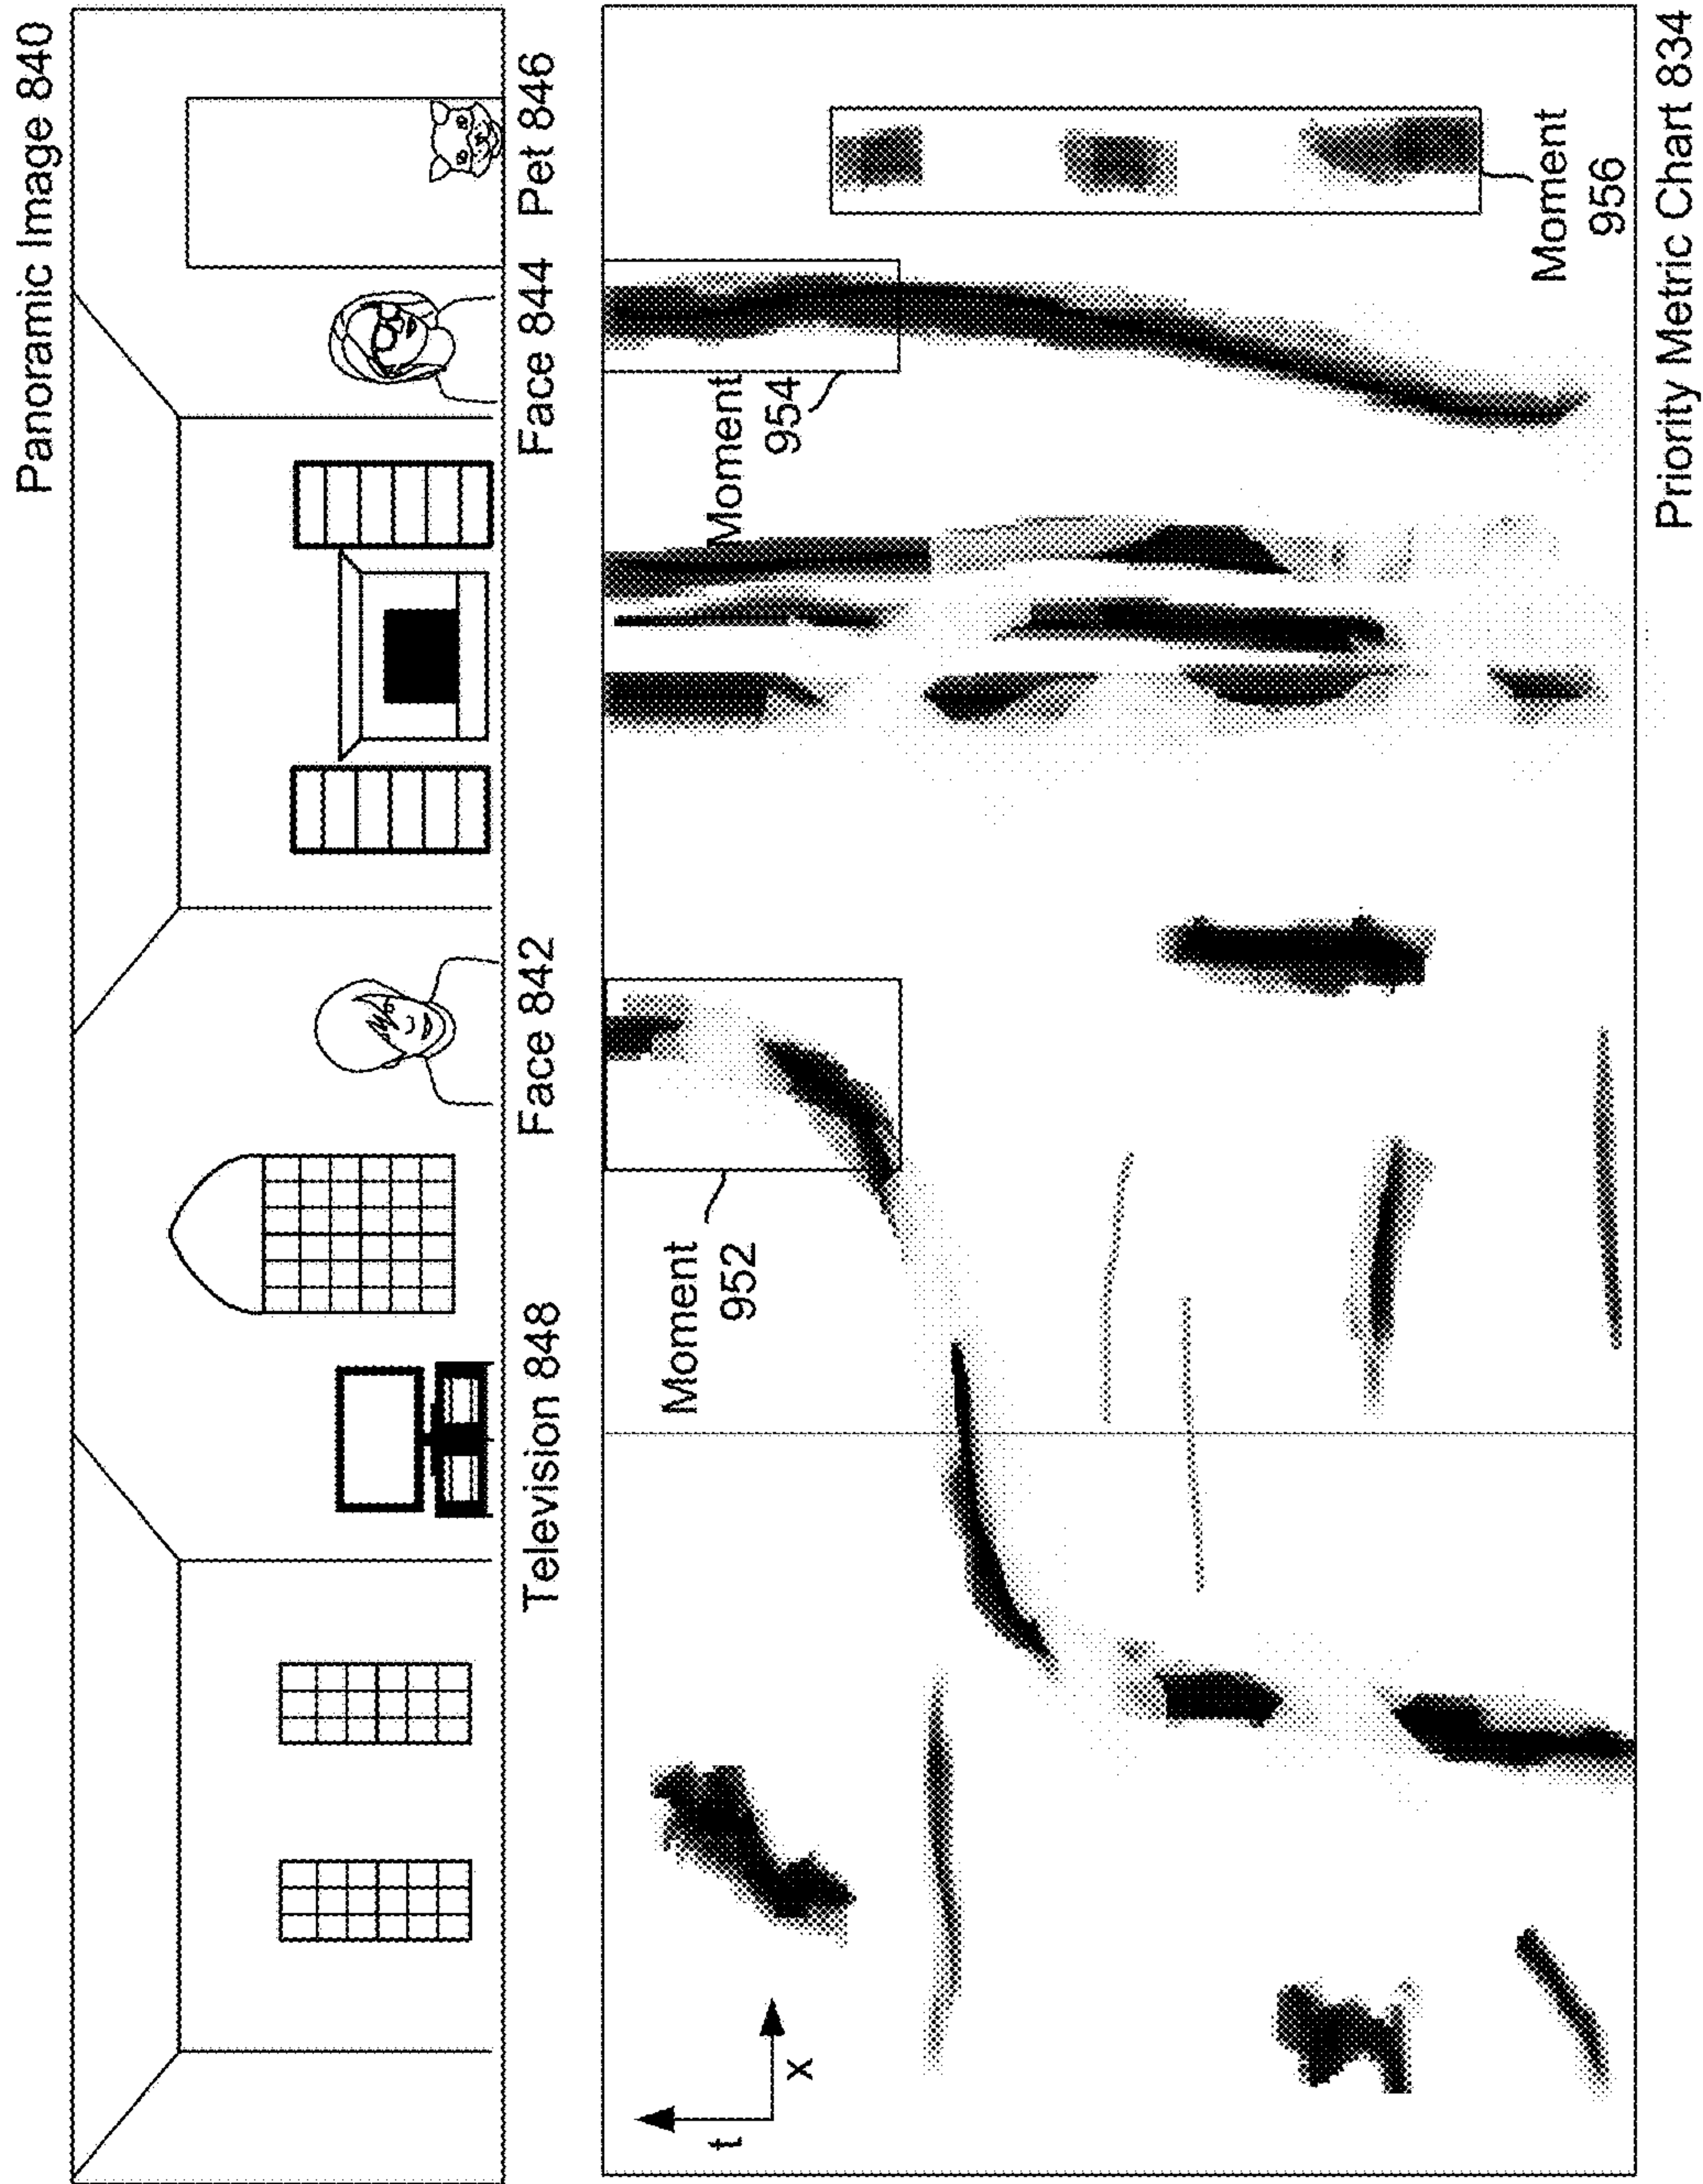 Panoramic Image 840
Television 848
Face 842
Face 844
Pet 846
Moment
952
Moment
954
t
x
Moment
956
Priority Metric Chart 834